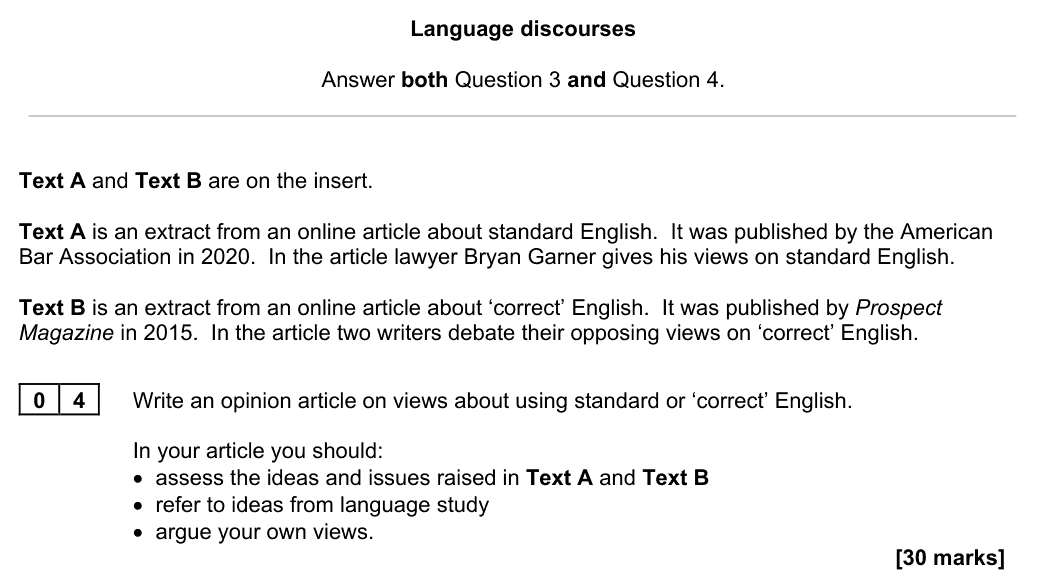 Language discourses
Answer both Question 3 and Question 4.
Text A and Text B are on the insert.
Text A is an extract from an online article about standard English.  It was published by the American
Bar Association in 2020.  In the article lawyer Bryan Garner gives his views on standard English.
Text B is an extract from an online article about ‘correct’ English.  It was published by Prospect
Magazine in 2015.  In the article two writers debate their opposing views on ‘correct’ English.
0 4 Write an opinion article on views about using standard or ‘correct’ English.
In your article you should:
• assess the ideas and issues raised in Text A and Text B
• refer to ideas from language study
• argue your own views.
[30 marks]